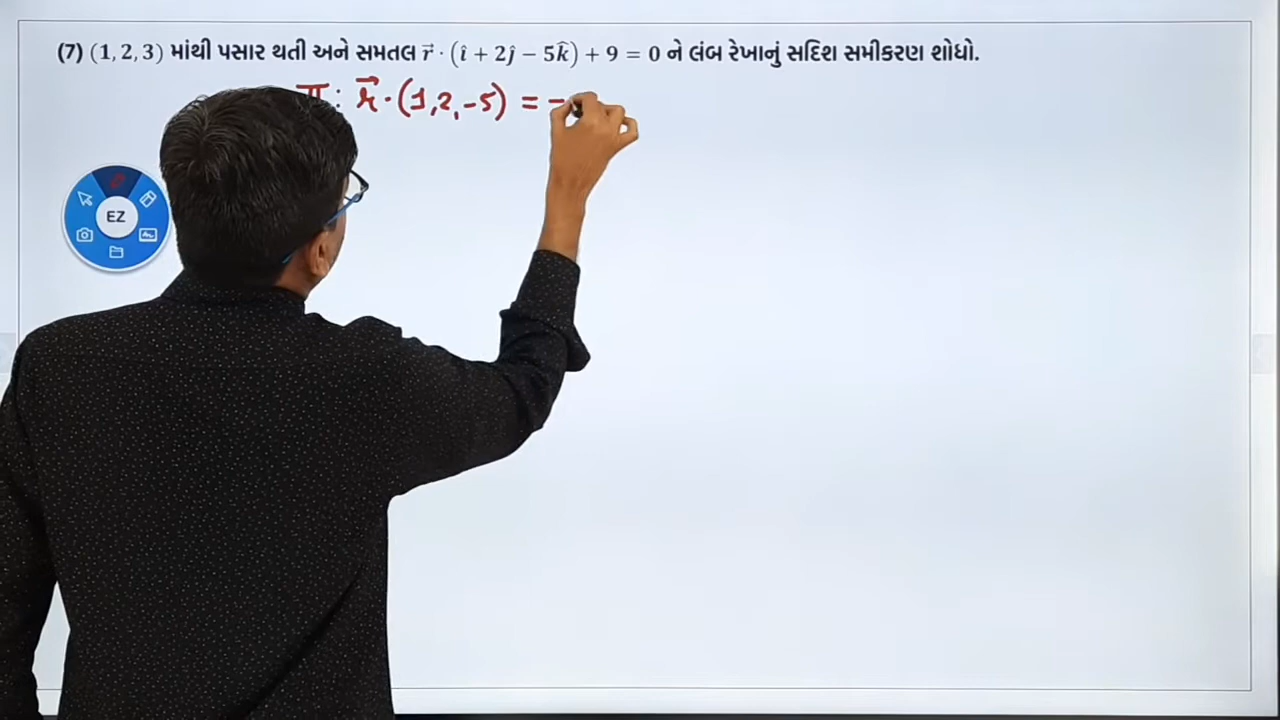 (7) (1, 2, 3) માંથી પસાર થતી અને સમતલ r⃗ · (î + 2ĵ − 5k̂) + 9 = 0 ને લંબ રેખાનું સદિશ સમીકરણ શોધો.
π : r⃗ · (1, 2, -5) = -
EZ